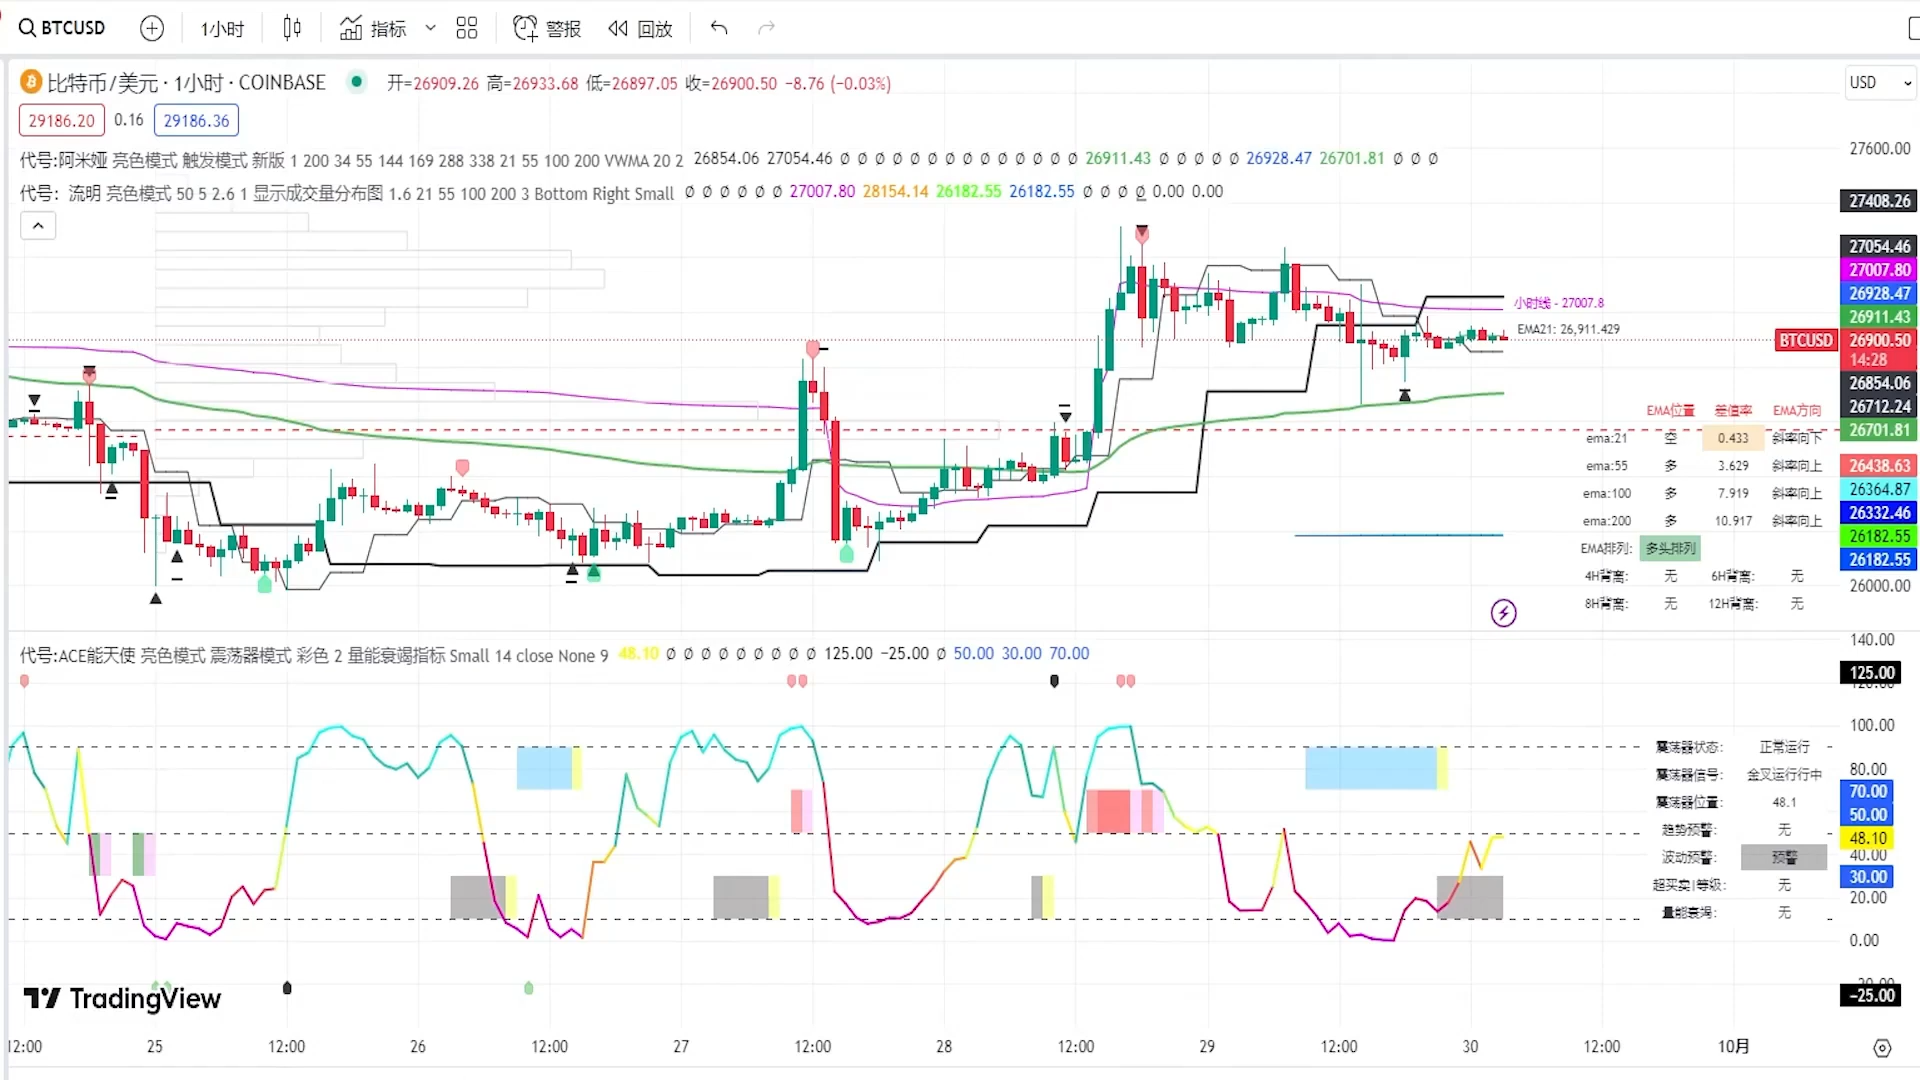 BTCUSD 1小时 指标 警报 回放
比特币/美元 · 1小时 · COINBASE 开=26909.26 高=26933.68 低=26897.05 收=26900.50 −8.76 (−0.03%)
USD
29186.20 0.16 29186.36
代号:阿米娅 亮色模式 触发模式 新版 1 200 34 55 144 169 288 338 21 55 100 200 VWMA 20 2 26854.06 27054.46 ∅ ∅ ∅ ∅ ∅ ∅ ∅ ∅ ∅ ∅ ∅ ∅ ∅ ∅ 26911.43 ∅ ∅ ∅ ∅ ∅ 26928.47 26701.81 ∅ ∅ ∅
代号: 流明 亮色模式 50 5 2.6 1 显示成交量分布图 1.6 21 55 100 200 3 Bottom Right Small ∅ ∅ ∅ ∅ ∅ ∅ 27007.80 28154.14 26182.55 26182.55 ∅ ∅ ∅ ∅ 0.00 0.00
27600.00
27408.26
27054.46
27007.80
26928.47
26911.43
BTCUSD 26900.50
14:28
26854.06
26712.24
26701.81
26438.63
26364.87
26332.46
26182.55
26182.55
26000.00
小时线 - 27007.8
EMA21: 26,911.429
EMA位置 差值率 EMA方向
ema:21 空 0.433 斜率向下
ema:55 多 3.629 斜率向上
ema:100 多 7.919 斜率向上
ema:200 多 10.917 斜率向上
EMA排列: 多头排列
4H背离: 无 6H背离: 无
8H背离: 无 12H背离: 无
代号:ACE能天使 亮色模式 震荡器模式 彩色 2 量能衰竭指标 Small 14 close None 9 48.10 ∅ ∅ ∅ ∅ ∅ ∅ ∅ ∅ ∅ 125.00 −25.00 ∅ 50.00 30.00 70.00
140.00
125.00
100.00
80.00
70.00
50.00
48.10
40.00
30.00
20.00
0.00
−25.00
震荡器状态: 正常运行
震荡器信号: 金叉运行行中
震荡器位置: 48.1
趋势预警: 无
波动预警: 预警
超买卖|等级: 无
量能衰竭: 无
TradingView
12:00 25 12:00 26 12:00 27 12:00 28 12:00 29 12:00 30 12:00 10月